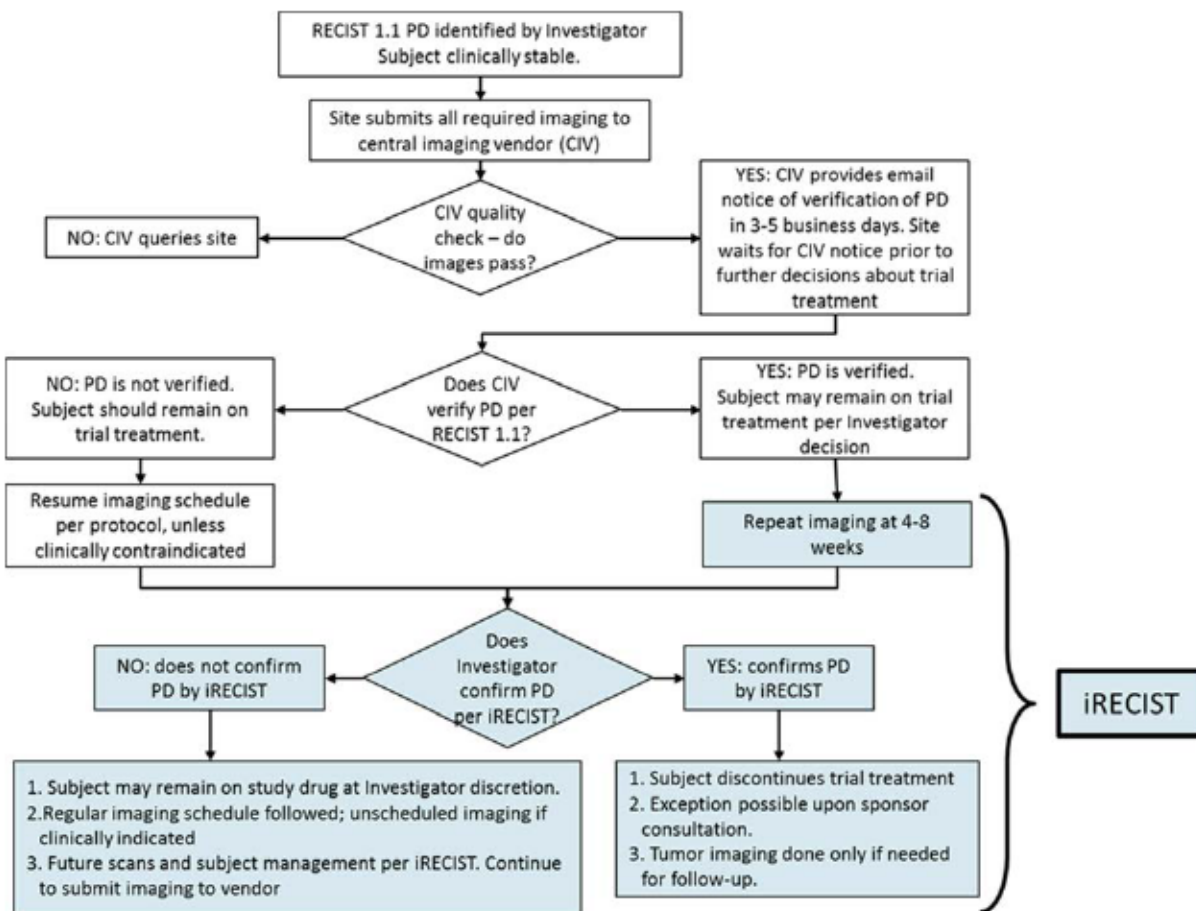 RECIST 1.1 PD identified by Investigator
Subject clinically stable.
Site submits all required imaging to
central imaging vendor (CIV)
CIV quality
check – do
images pass?
NO: CIV queries site
YES: CIV provides email
notice of verification of PD
in 3-5 business days. Site
waits for CIV notice prior to
further decisions about trial
treatment
Does CIV
verify PD per
RECIST 1.1?
NO: PD is not verified.
Subject should remain on
trial treatment.
YES: PD is verified.
Subject may remain on trial
treatment per Investigator
decision
Resume imaging schedule
per protocol, unless
clinically contraindicated
Repeat imaging at 4-8
weeks
Does
Investigator
confirm PD
per iRECIST?
NO: does not confirm
PD by iRECIST
YES: confirms PD
by iRECIST
iRECIST
1. Subject may remain on study drug at Investigator discretion.
2.Regular imaging schedule followed; unscheduled imaging if
clinically indicated
3. Future scans and subject management per iRECIST. Continue
to submit imaging to vendor
1. Subject discontinues trial treatment
2. Exception possible upon sponsor
consultation.
3. Tumor imaging done only if needed
for follow-up.